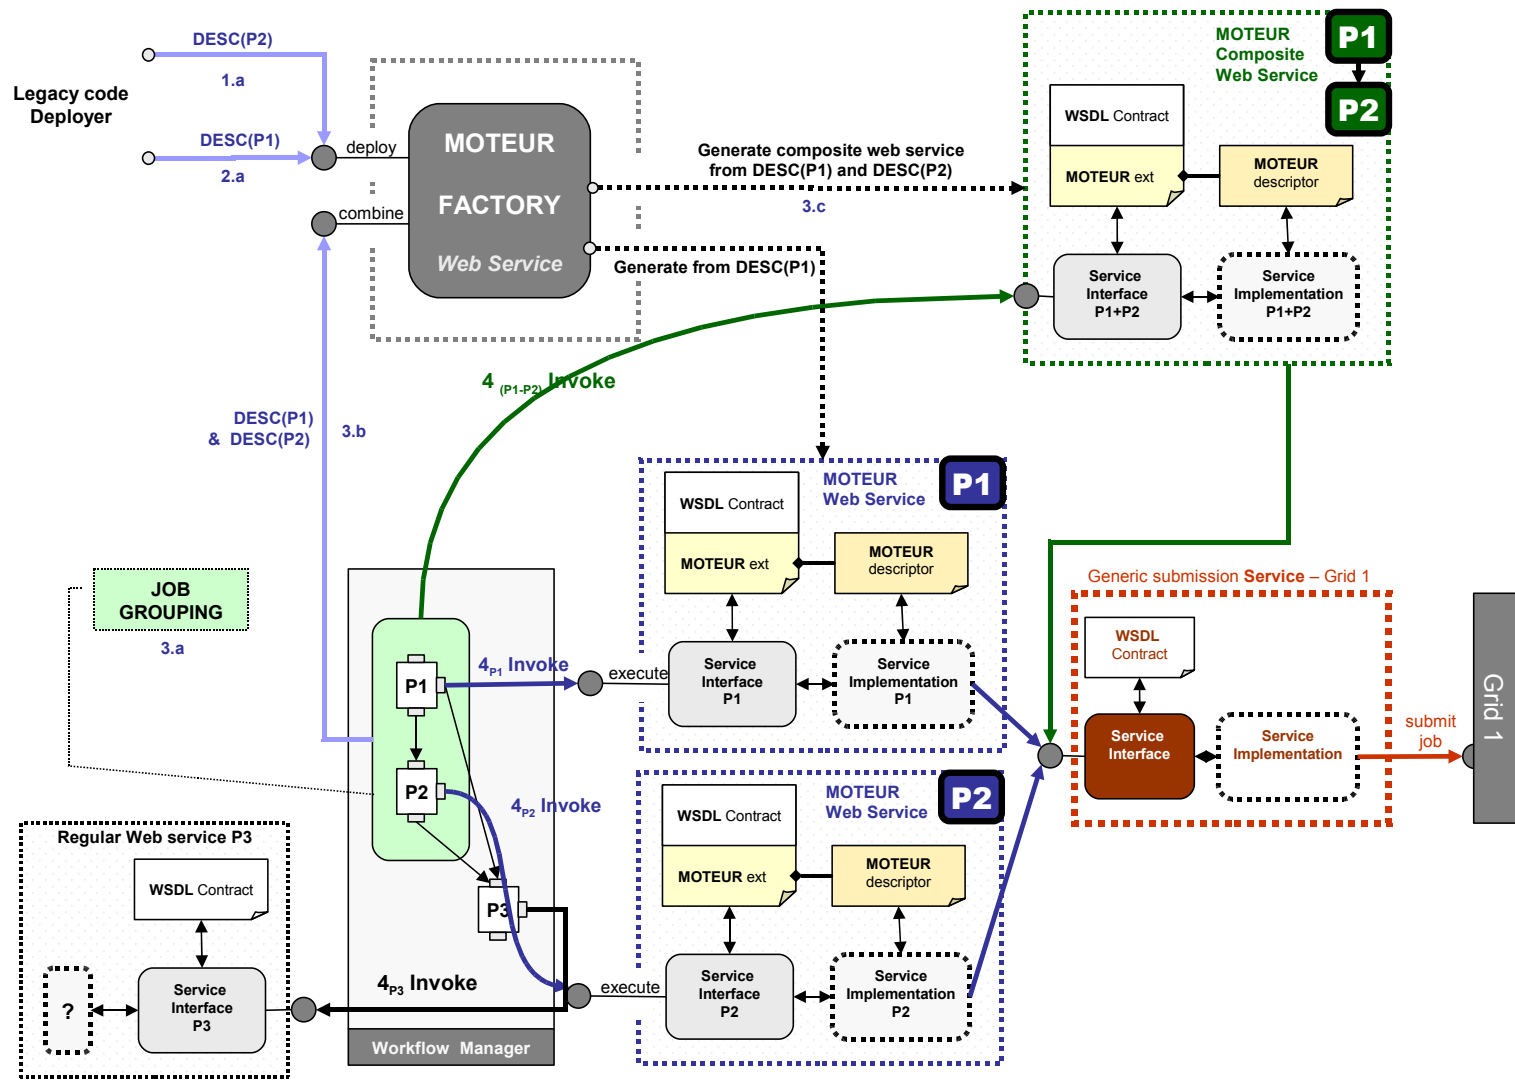 DESC(P2)
1.a
Legacy code
Deployer
DESC(P1)
2.a
deploy
combine
MOTEUR
FACTORY
Web Service
Generate composite web service
from DESC(P1) and DESC(P2)
3.c
Generate from DESC(P1)
MOTEUR
Composite
Web Service
P1
P2
WSDL Contract
MOTEUR ext
MOTEUR
descriptor
Service
Interface
P1+P2
Service
Implementation
P1+P2
4 (P1-P2) Invoke
DESC(P1)
& DESC(P2)
3.b
JOB
GROUPING
3.a
P1
P2
P3
4P1 Invoke
4P2 Invoke
4P3 Invoke
Workflow Manager
MOTEUR
Web Service
P1
WSDL Contract
MOTEUR ext
MOTEUR
descriptor
execute
Service
Interface
P1
Service
Implementation
P1
MOTEUR
Web Service
P2
WSDL Contract
MOTEUR ext
MOTEUR
descriptor
execute
Service
Interface
P2
Service
Implementation
P2
Generic submission Service – Grid 1
WSDL
Contract
Service
Interface
Service
Implementation
submit
job
Grid 1
Regular Web service P3
WSDL Contract
?
Service
Interface
P3